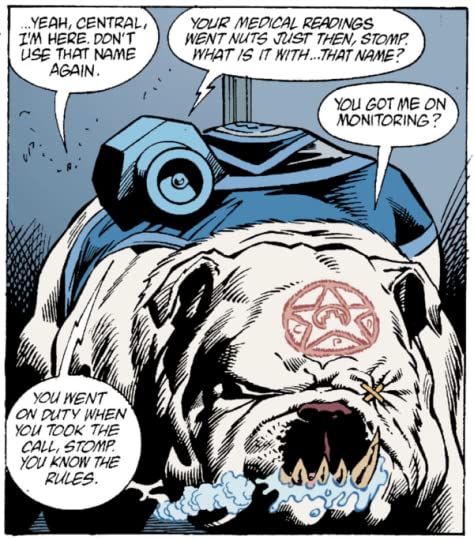 ...YEAH, CENTRAL,
I'M HERE. DON'T
USE THAT NAME
AGAIN.
YOUR MEDICAL READINGS
WENT NUTS JUST THEN, STOMP.
WHAT IS IT WITH...THAT NAME?
YOU GOT ME ON
MONITORING?
YOU WENT
ON DUTY WHEN
YOU TOOK THE
CALL, STOMP.
YOU KNOW THE
RULES.